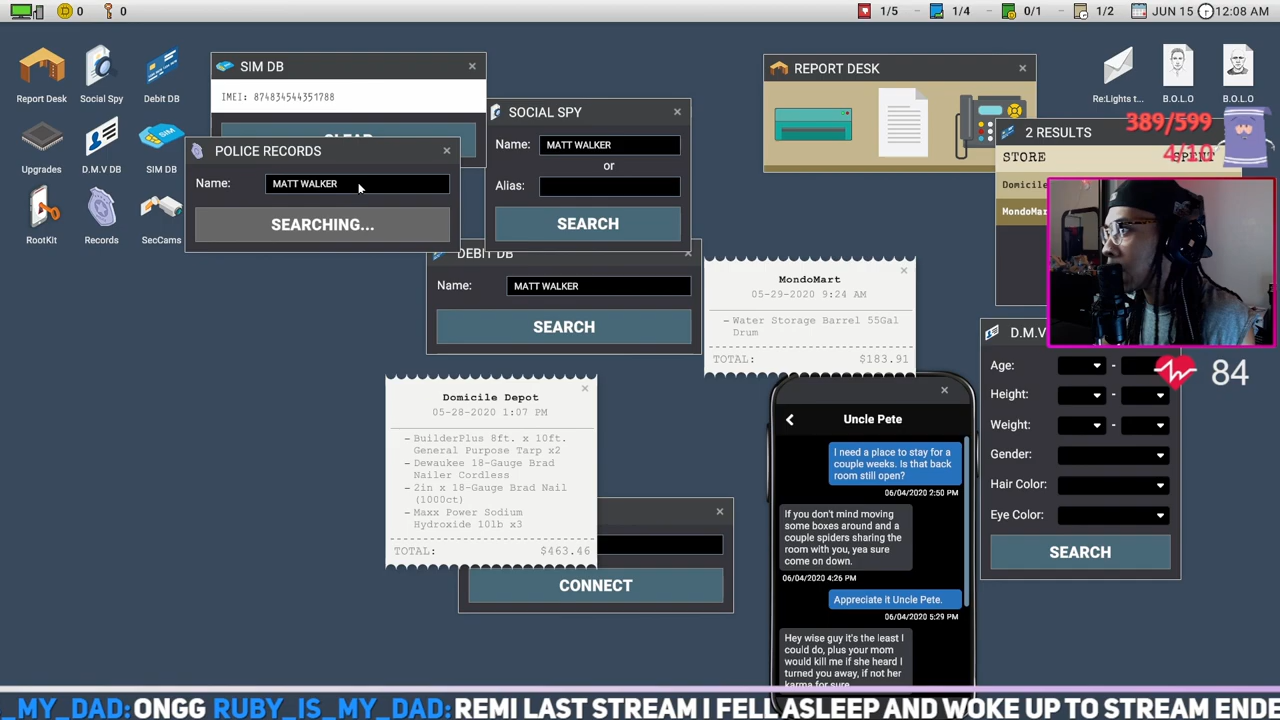 0
0
1/5
1/4
0/1
1/2
JUN 15
12:08 AM
Report Desk
Social Spy
Debit DB
Upgrades
D.M.V DB
SIM DB
RootKit
Records
SecCams
SIM DB
IMEI: 874834544351788
POLICE RECORDS
Name:
MATT WALKER
SEARCHING...
SOCIAL SPY
Name:
MATT WALKER
or
Alias:
SEARCH
DEBIT DB
Name:
MATT WALKER
SEARCH
REPORT DESK
Re:Lights t...
B.O.L.O
B.O.L.O
389/599
4/10
2 RESULTS
STORE
SPENT
Domicile
MondoMar
MondoMart
05-29-2020 9:24 AM
– Water Storage Barrel 55Gal
Drum
TOTAL:
$183.91
Domicile Depot
05-28-2020 1:07 PM
– BuilderPlus 8ft. x 10ft.
General Purpose Tarp x2
– Dewaukee 18-Gauge Brad
Nailer Cordless
– 2in x 18-Gauge Brad Nail
(1000ct)
– Maxx Power Sodium
Hydroxide 10lb x3
TOTAL:
$463.46
CONNECT
Uncle Pete
I need a place to stay for a
couple weeks. Is that back
room still open?
06/04/2020 2:50 PM
If you don't mind moving
some boxes around and a
couple spiders sharing the
room with you, yea sure
come on down.
06/04/2020 4:26 PM
Appreciate it Uncle Pete.
06/04/2020 5:29 PM
Hey wise guy it's the least I
could do, plus your mom
would kill me if she heard I
turned you away, if not her
karma for sure.
D.M.V
Age:
-
Height:
-
Weight:
-
Gender:
Hair Color:
Eye Color:
SEARCH
84
_MY_DAD: ONGG RUBY_IS_MY_DAD: REMI LAST STREAM I FELL ASLEEP AND WOKE UP TO STREAM ENDE